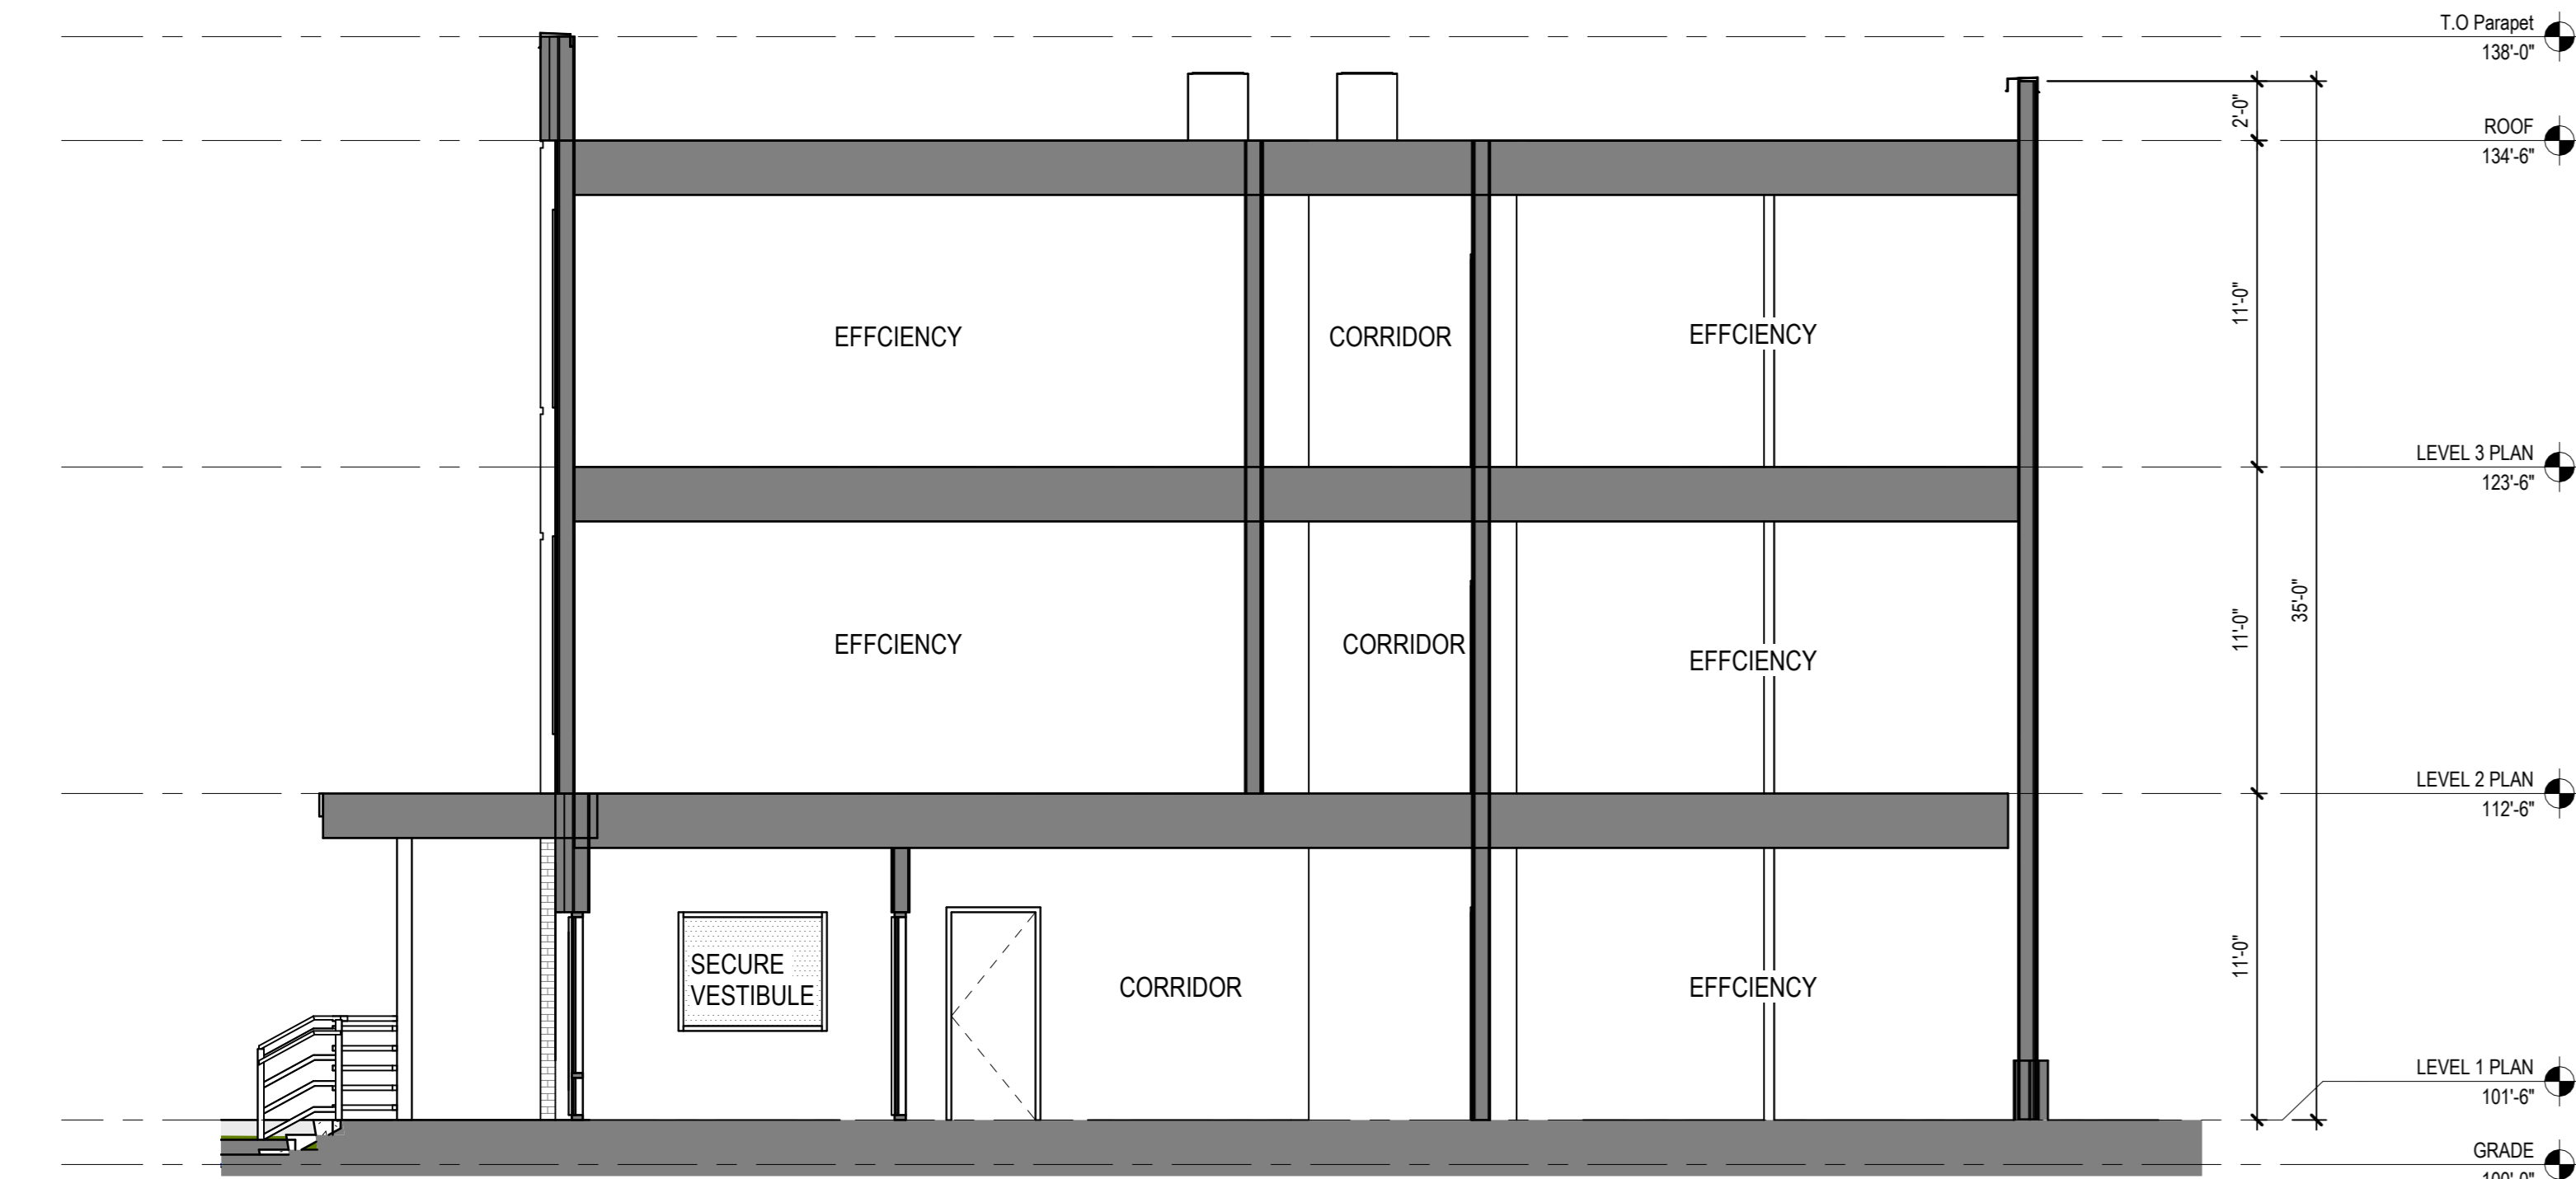 T.O Parapet
138'-0"
2'-0"
ROOF
134'-6"
11'-0"
EFFCIENCY
CORRIDOR
EFFCIENCY
LEVEL 3 PLAN
123'-6"
35'-0"
11'-0"
EFFCIENCY
CORRIDOR
EFFCIENCY
LEVEL 2 PLAN
112'-6"
11'-0"
SECURE
VESTIBULE
CORRIDOR
EFFCIENCY
LEVEL 1 PLAN
101'-6"
GRADE
100'-0"